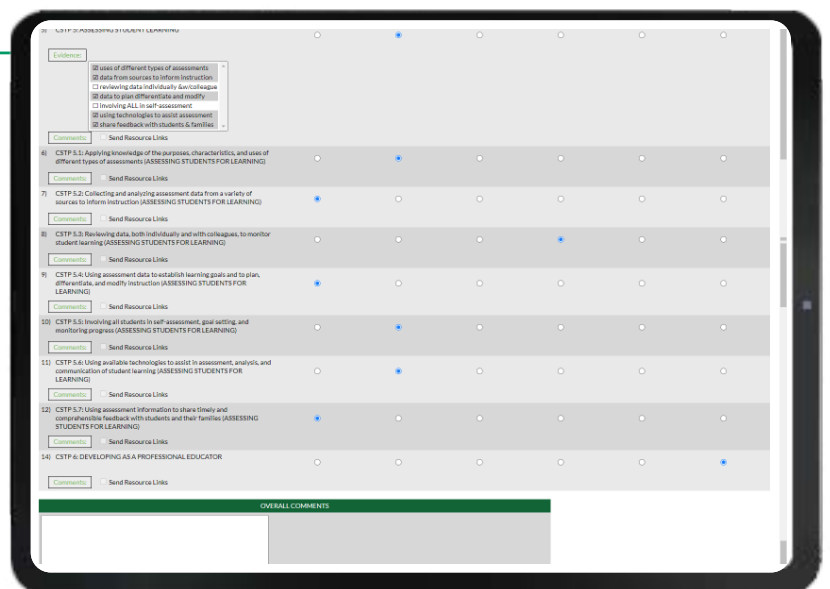 5) CSTP 5: ASSESSING STUDENT LEARNING
Evidence:
uses of different types of assessments
data from sources to inform instruction
reviewing data individually &w/colleague
data to plan differentiate and modify
involving ALL in self-assessment
using technologies to assist assessment
share feedback with students & families
Comments: Send Resource Links
6) CSTP 5.1: Applying knowledge of the purposes, characteristics, and uses of
different types of assessments (ASSESSING STUDENTS FOR LEARNING)
Comments: Send Resource Links
7) CSTP 5.2: Collecting and analyzing assessment data from a variety of
sources to inform instruction (ASSESSING STUDENTS FOR LEARNING)
Comments: Send Resource Links
8) CSTP 5.3: Reviewing data, both individually and with colleagues, to monitor
student learning (ASSESSING STUDENTS FOR LEARNING)
Comments: Send Resource Links
9) CSTP 5.4: Using assessment data to establish learning goals and to plan,
differentiate, and modify instruction (ASSESSING STUDENTS FOR
LEARNING)
Comments: Send Resource Links
10) CSTP 5.5: Involving all students in self-assessment, goal setting, and
monitoring progress (ASSESSING STUDENTS FOR LEARNING)
Comments: Send Resource Links
11) CSTP 5.6: Using available technologies to assist in assessment, analysis, and
communication of student learning (ASSESSING STUDENTS FOR
LEARNING)
Comments: Send Resource Links
12) CSTP 5.7: Using assessment information to share timely and
comprehensible feedback with students and their families (ASSESSING
STUDENTS FOR LEARNING)
Comments: Send Resource Links
14) CSTP 6: DEVELOPING AS A PROFESSIONAL EDUCATOR
Comments: Send Resource Links
OVERALL COMMENTS